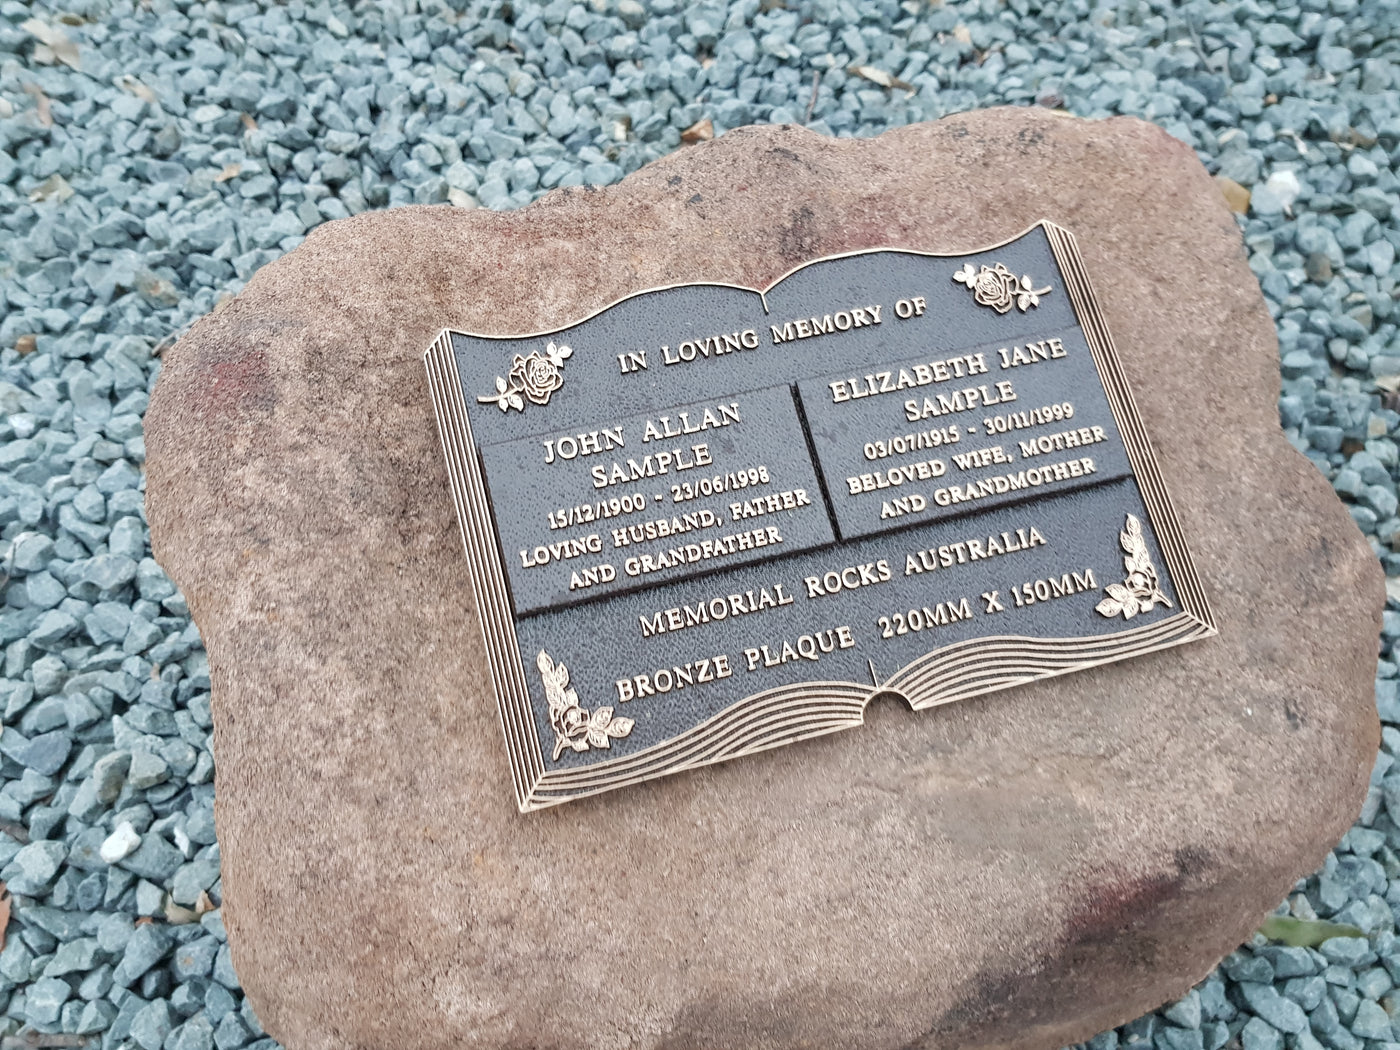 IN LOVING MEMORY OF
JOHN ALLAN
SAMPLE
15/12/1900 - 23/06/1998
LOVING HUSBAND, FATHER
AND GRANDFATHER
ELIZABETH JANE
SAMPLE
03/07/1915 - 30/11/1999
BELOVED WIFE, MOTHER
AND GRANDMOTHER
MEMORIAL ROCKS AUSTRALIA
BRONZE PLAQUE 220MM X 150MM